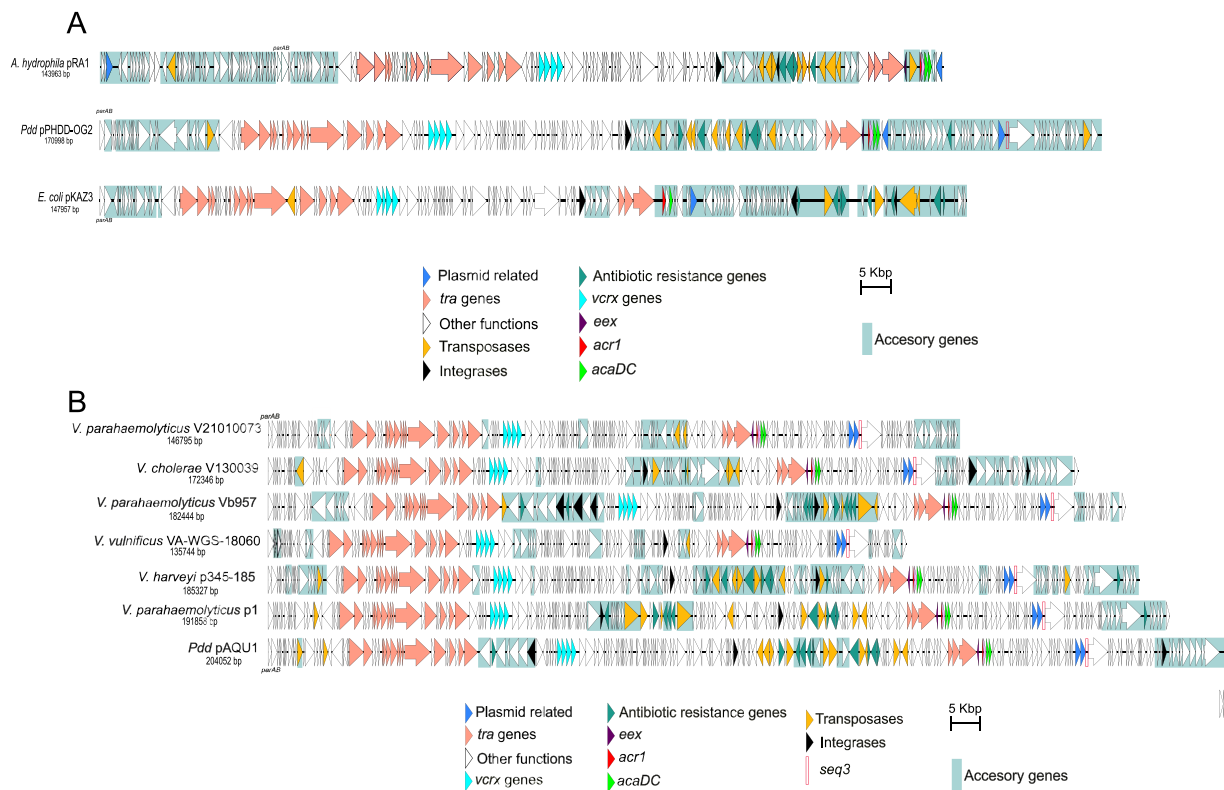 A
parAB
A. hydrophila pRA1
143963 bp
parAB
Pdd pPHDD-OG2
170998 bp
E. coli pKAZ3
147957 bp
parAB
Plasmid related
tra genes
Other functions
Transposases
Integrases
Antibiotic resistance genes
vcrx genes
eex
acr1
acaDC
5 Kbp
Accesory genes
B
parAB
V. parahaemolyticus V21010073
146795 bp
V. cholerae V130039
172346 bp
V. parahaemolyticus Vb957
182444 bp
V. vulnificus VA-WGS-18060
135744 bp
V. harveyi p345-185
185327 bp
V. parahaemolyticus p1
191858 bp
Pdd pAQU1
204052 bp
parAB
Plasmid related
tra genes
Other functions
vcrx genes
Antibiotic resistance genes
eex
acr1
acaDC
Transposases
Integrases
seq3
5 Kbp
Accesory genes